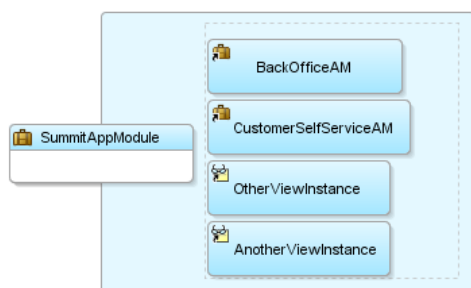 BackOfficeAM
CustomerSelfServiceAM
SummitAppModule
OtherViewInstance
AnotherViewInstance